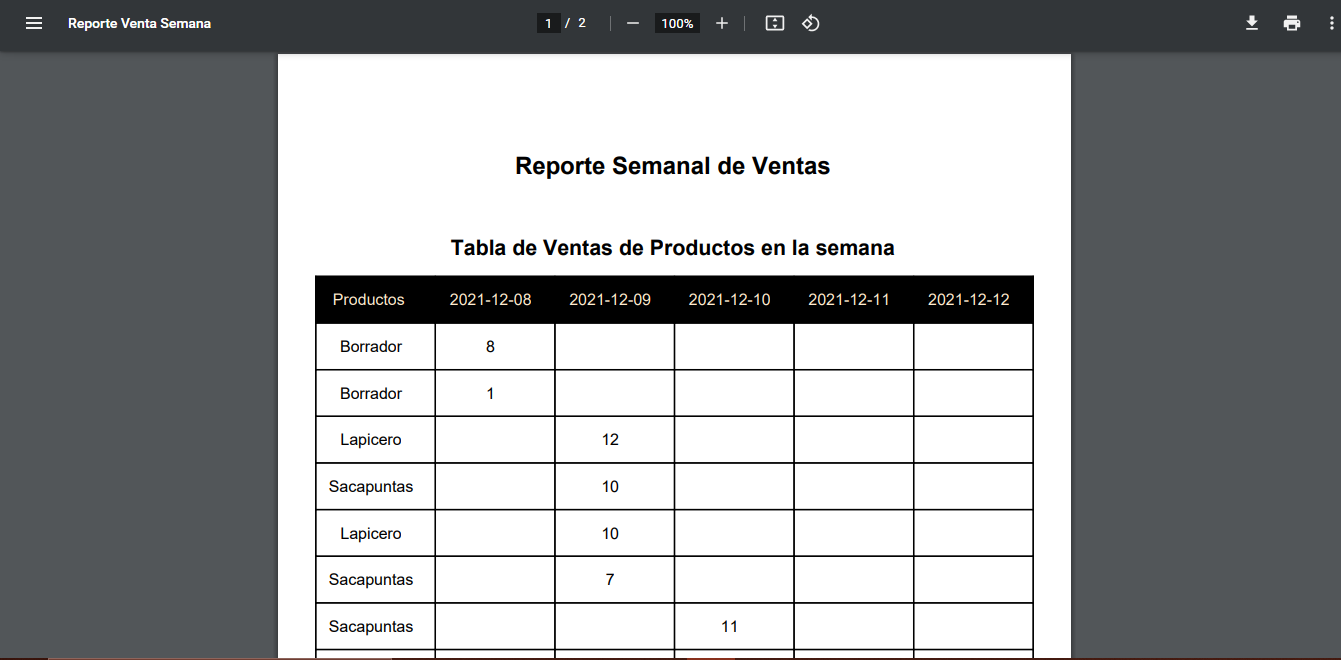 Reporte Venta Semana 1 / 2 100%
Reporte Semanal de Ventas
Tabla de Ventas de Productos en la semana
Productos 2021-12-08 2021-12-09 2021-12-10 2021-12-11 2021-12-12
Borrador 8
Borrador 1
Lapicero 12
Sacapuntas 10
Lapicero 10
Sacapuntas 7
Sacapuntas 11